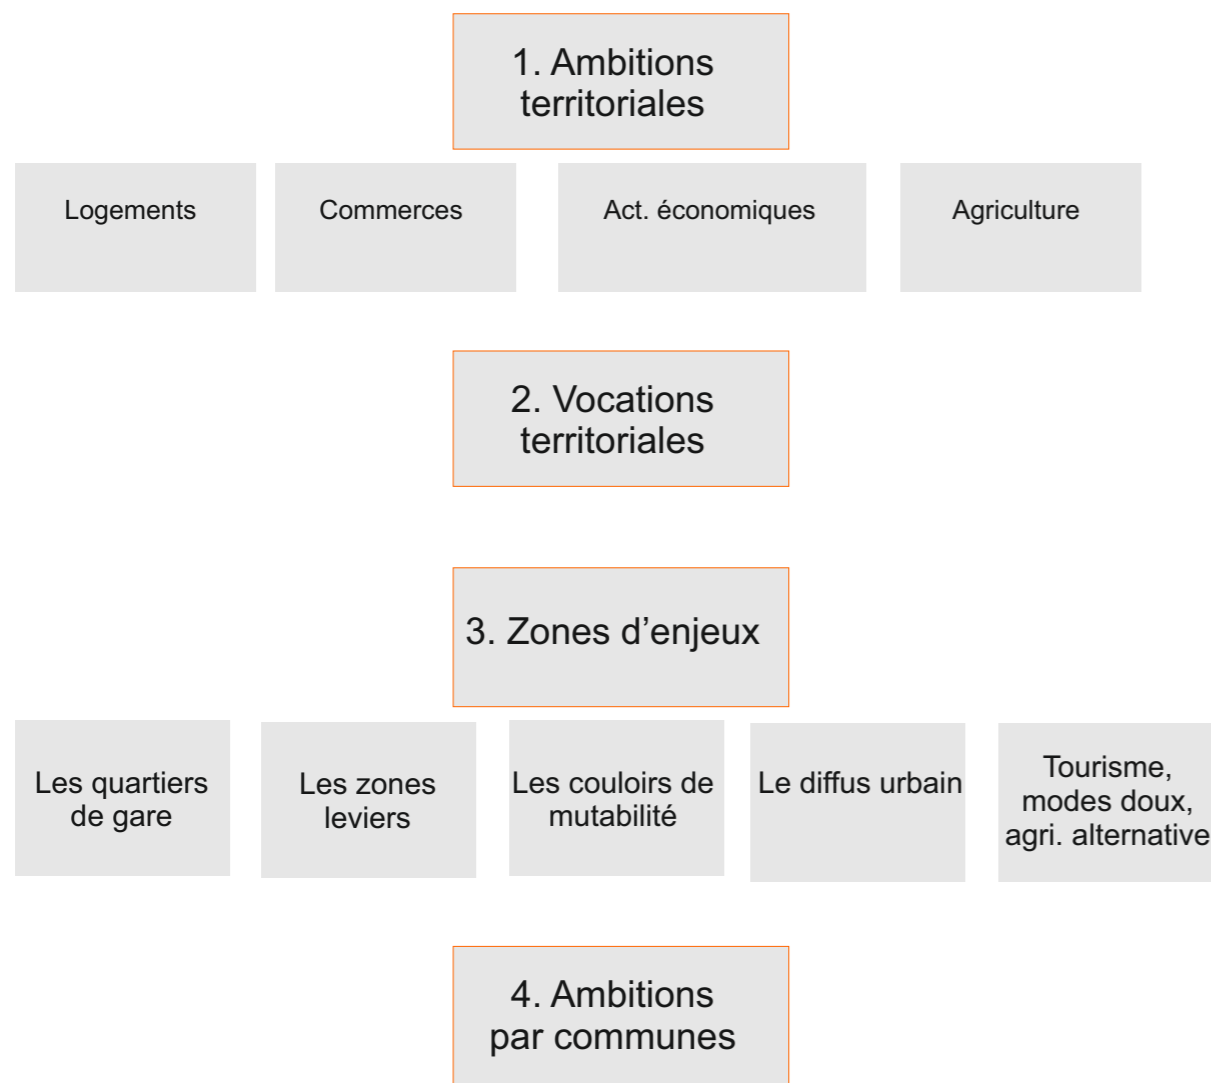 1. Ambitions
territoriales
Logements
Commerces
Act. économiques
Agriculture
2. Vocations
territoriales
3. Zones d’enjeux
Les quartiers
de gare
Les zones
leviers
Les couloirs de
mutabilité
Le diffus urbain
Tourisme,
modes doux,
agri. alternative
4. Ambitions
par communes